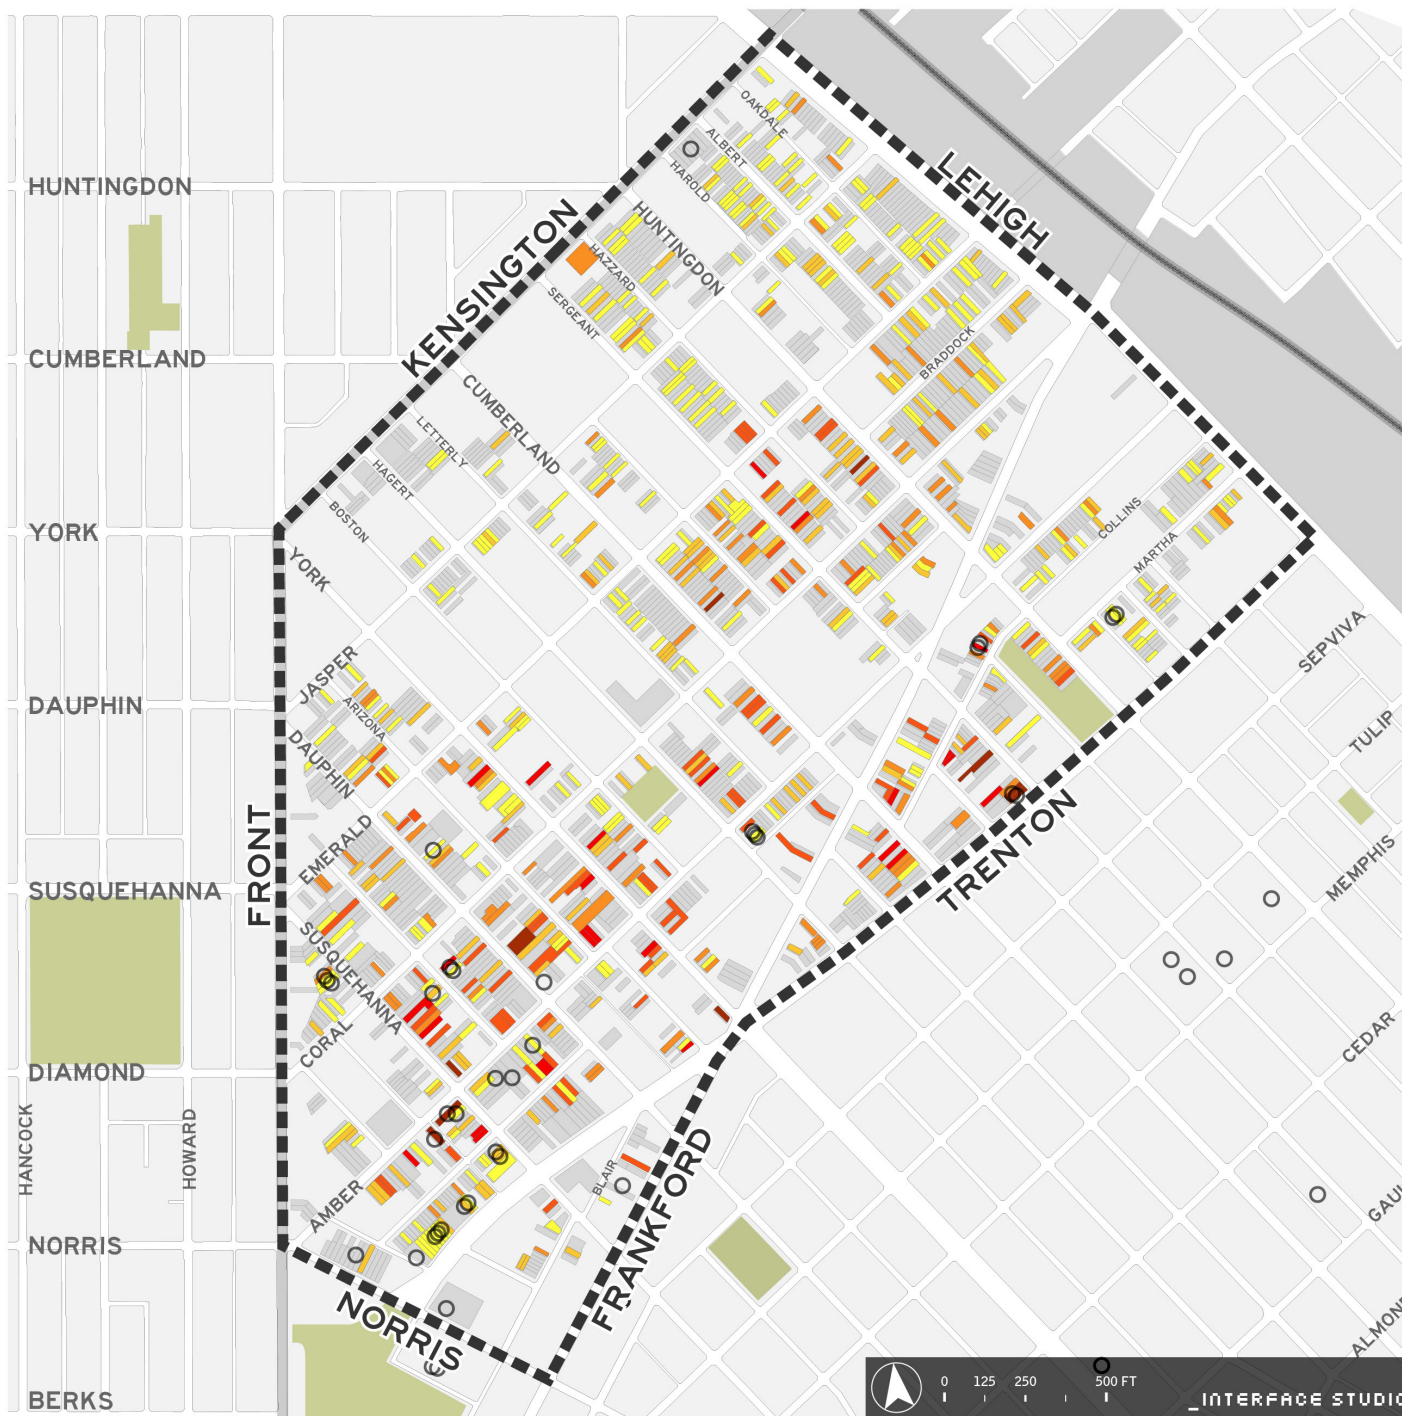 OAKDALE
ALBERT
HAROLD
LEHIGH
HUNTINGDON
KENSINGTON
HUNTINGDON
HAZZARD
SERGEANT
BRADDOCK
CUMBERLAND
CUMBERLAND
LETTERLY
HAGERT
BOSTON
COLLINS
MARTHA
YORK
YORK
SEPVIVA
JASPER
ARIZONA
DAUPHIN
DAUPHIN
TULIP
FRONT
EMERALD
TRENTON
MEMPHIS
SUSQUEHANNA
SUSQUEHANNA
CORAL
CEDAR
DIAMOND
HANCOCK
HOWARD
BLAIR
FRANKFORD
AMBER
NORRIS
NORRIS
BERKS
ALMON
0 125 250 500 FT
_INTERFACE STUDIO